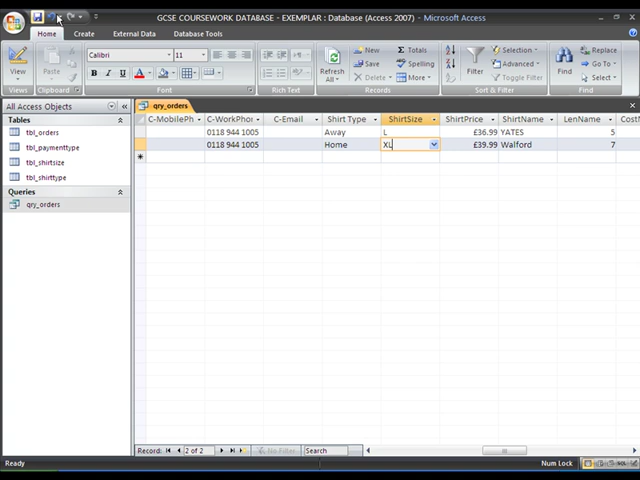 GCSE COURSEWORK DATABASE - EXEMPLAR : Database (Access 2007) - Microsoft Access
Home Create External Data Database Tools
View
Views
Paste
Clipboard
Calibri 11
B I U
Font
Rich Text
Refresh All
New
Save
Delete
Totals
Spelling
More
Records
Filter
Selection
Advanced
Toggle Filter
Sort & Filter
Find
Replace
Go To
Select
Find
All Access Objects
Tables
tbl_orders
tbl_paymenttype
tbl_shirtsize
tbl_shirttype
Queries
qry_orders
qry_orders
C-MobilePh C-WorkPhor C-Email Shirt Type ShirtSize ShirtPrice ShirtName LenName CostN
0118 944 1005 Away L £36.99 YATES 5
0118 944 1005 Home XL £39.99 Walford 7
Record: 2 of 2 No Filter Search
Ready Num Lock